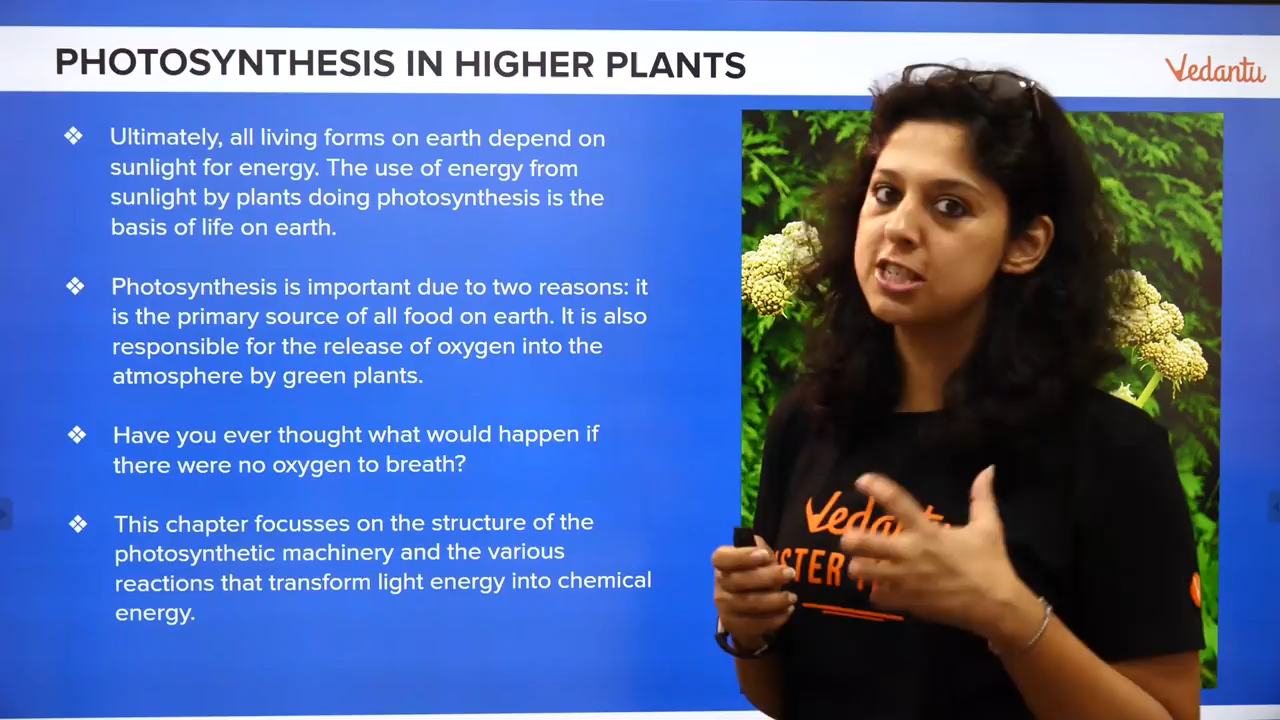 PHOTOSYNTHESIS IN HIGHER PLANTS
Vedantu
❖ Ultimately, all living forms on earth depend on
sunlight for energy. The use of energy from
sunlight by plants doing photosynthesis is the
basis of life on earth.
❖ Photosynthesis is important due to two reasons: it
is the primary source of all food on earth. It is also
responsible for the release of oxygen into the
atmosphere by green plants.
❖ Have you ever thought what would happen if
there were no oxygen to breath?
❖ This chapter focusses on the structure of the
photosynthetic machinery and the various
reactions that transform light energy into chemical
energy.
Vedantu